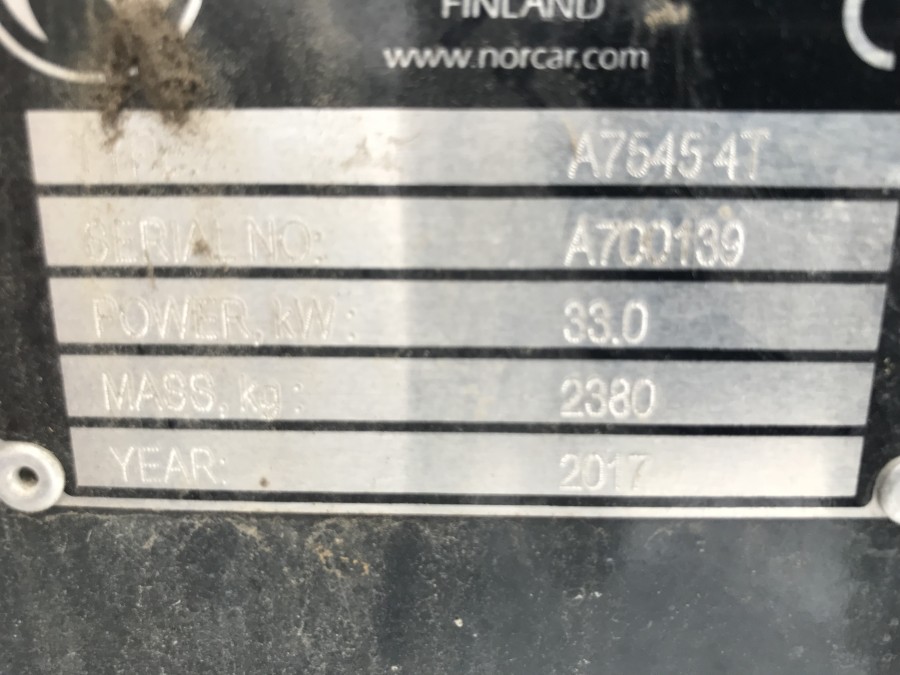 FINLAND
www.norcar.com
A7545 4T
SERIAL NO: A700139
POWER, kW : 33.0
MASS, kg : 2380
YEAR: 2017